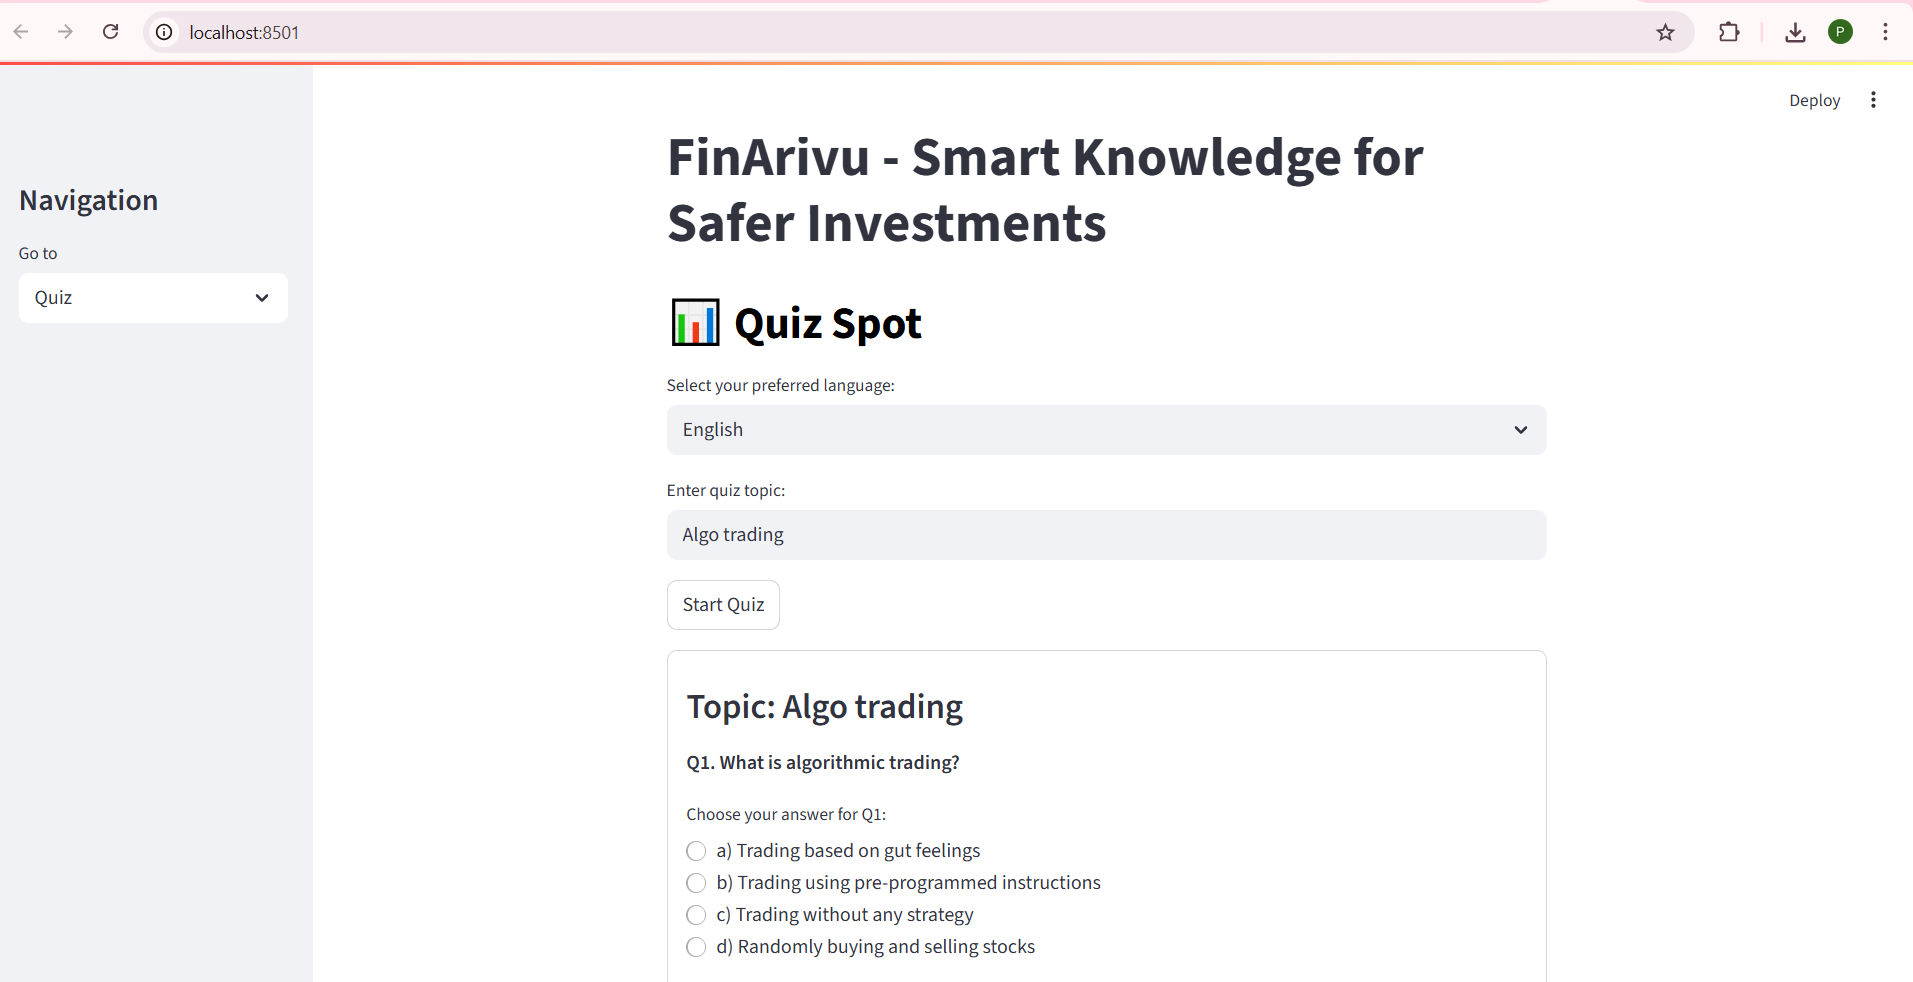 localhost:8501
P
Deploy
Navigation
Go to
Quiz
FinArivu - Smart Knowledge for
Safer Investments
Quiz Spot
Select your preferred language:
English
Enter quiz topic:
Algo trading
Start Quiz
Topic: Algo trading
Q1. What is algorithmic trading?
Choose your answer for Q1:
a) Trading based on gut feelings
b) Trading using pre-programmed instructions
c) Trading without any strategy
d) Randomly buying and selling stocks